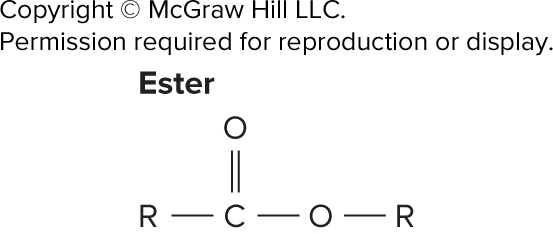 Copyright © McGraw Hill LLC.
Permission required for reproduction or display.
Ester
O
R C O R